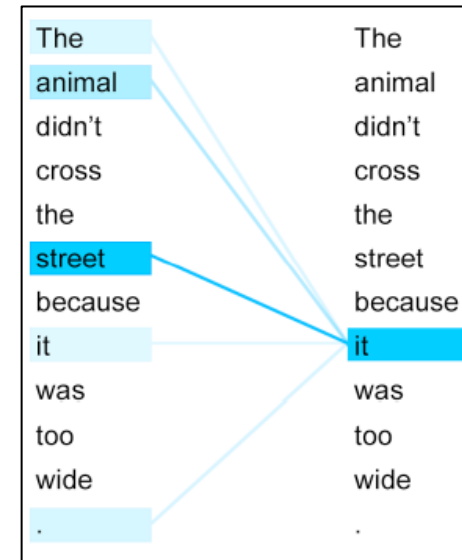 The The
animal animal
didn't didn't
cross cross
the the
street street
because because
it it
was was
too too
wide wide
. .